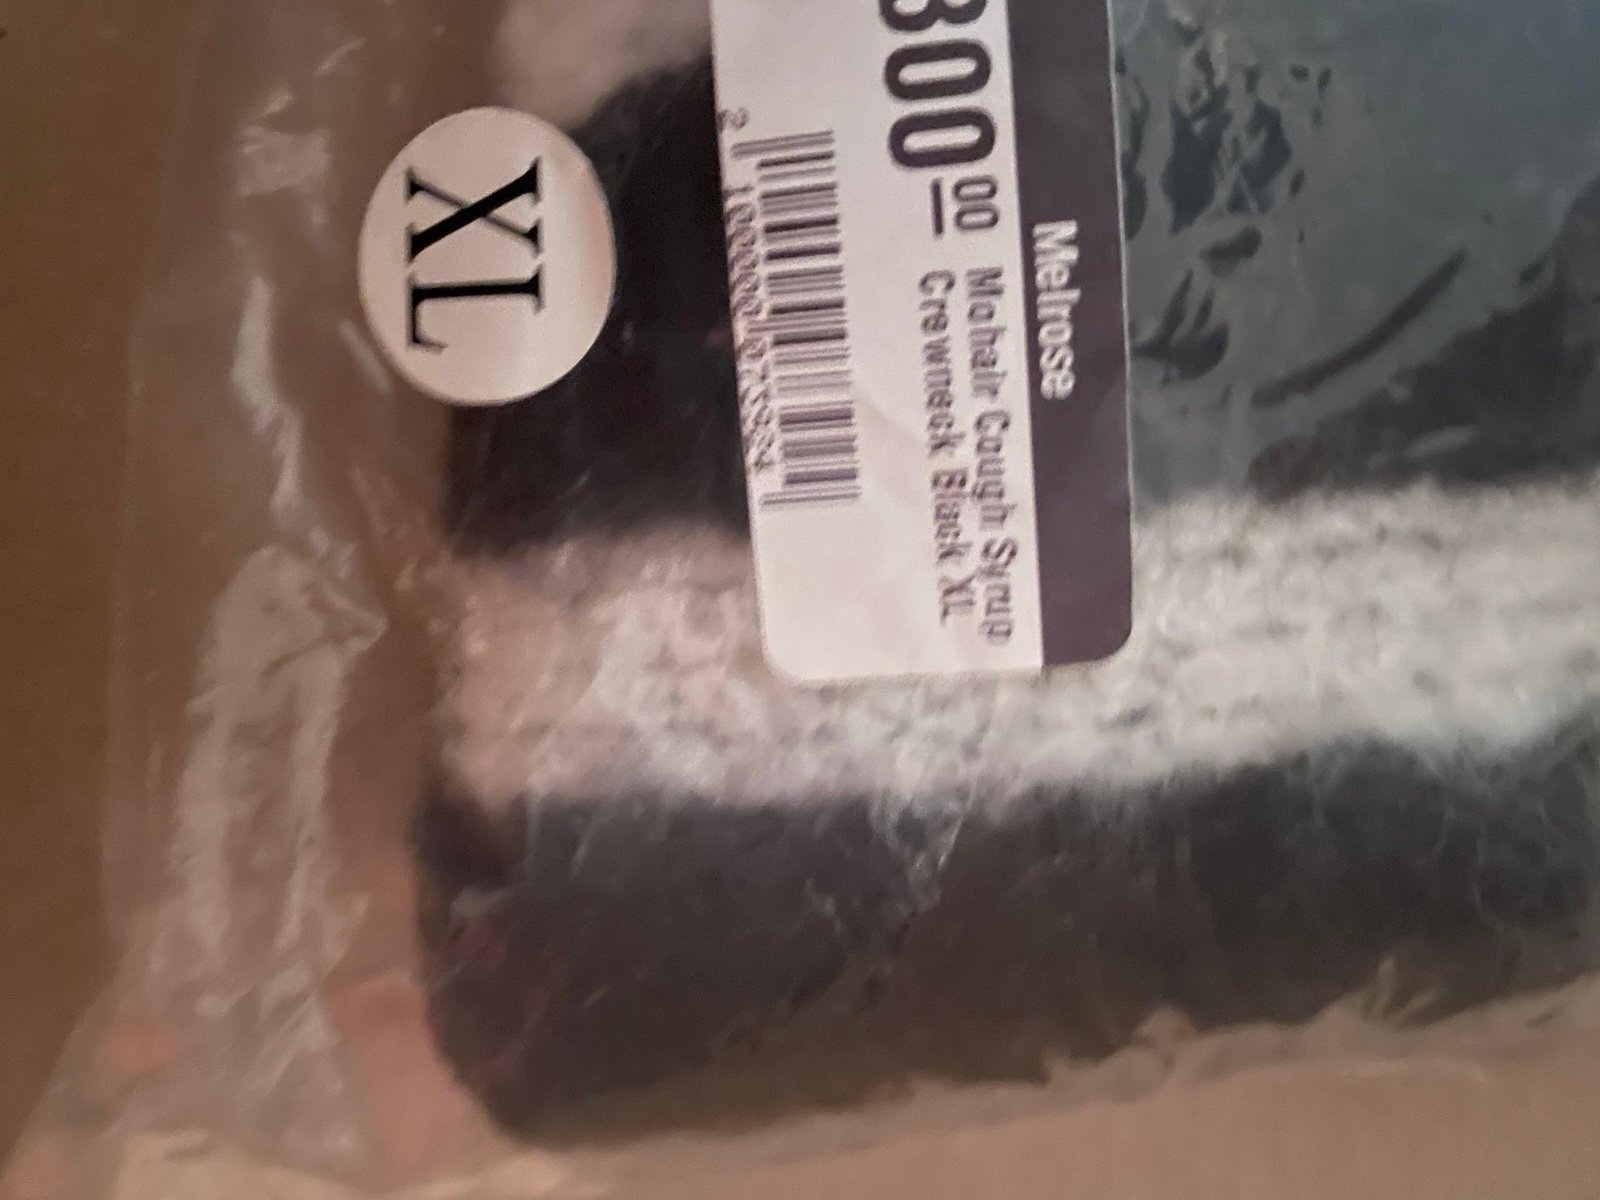 Melrose
300 00
Mohair Cough Syrup
Crewneck Black XL
XL